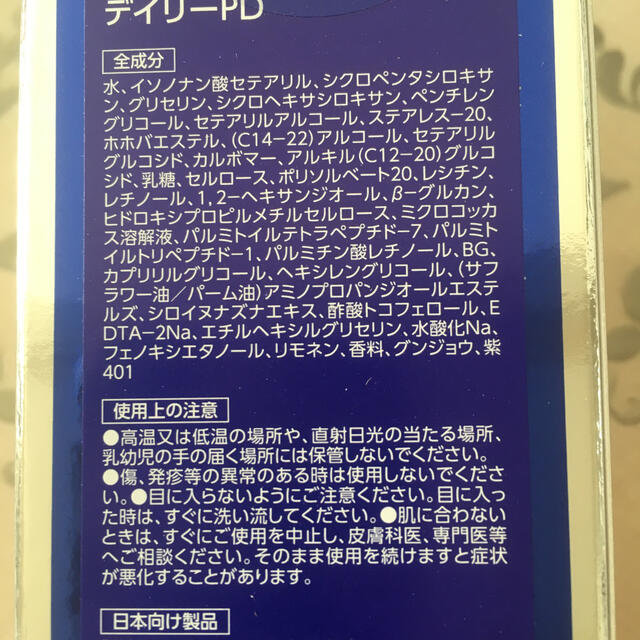 デイリーPD
全成分
水、イソノナン酸セテアリル、シクロペンタシロキサ
ン、グリセリン、シクロヘキサシロキサン、ペンチレン
グリコール、セテアリルアルコール、ステアレス-20、
ホホバエステル、(C14-22)アルコール、セテアリル
グルコシド、カルボマー、アルキル(C12-20)グルコ
シド、乳糖、セルロース、ポリソルベート20、レシチン、
レチノール、1,2-ヘキサンジオール、β-グルカン、
ヒドロキシプロピルメチルセルロース、ミクロコッカ
ス溶解液、パルミトイルテトラペプチド-7、パルミト
イルトリペプチド-1、パルミチン酸レチノール、BG、
カプリリルグリコール、ヘキシレングリコール、(サフ
ラワー油/パーム油)アミノプロパンジオールエステ
ルズ、シロイヌナズナエキス、酢酸トコフェロール、E
DTA-2Na、エチルヘキシルグリセリン、水酸化Na、
フェノキシエタノール、リモネン、香料、グンジョウ、紫
401
使用上の注意
●高温又は低温の場所や、直射日光の当たる場所、
乳幼児の手の届く場所には保管しないでください。
●傷、発疹等の異常のある時は使用しないでくださ
い。●目に入らないようにご注意ください。目に入っ
た時は、すぐに洗い流してください。●肌に合わない
ときは、すぐにご使用を中止し、皮膚科医、専門医等
へご相談ください。そのまま使用を続けますと症状
が悪化することがあります。
日本向け製品